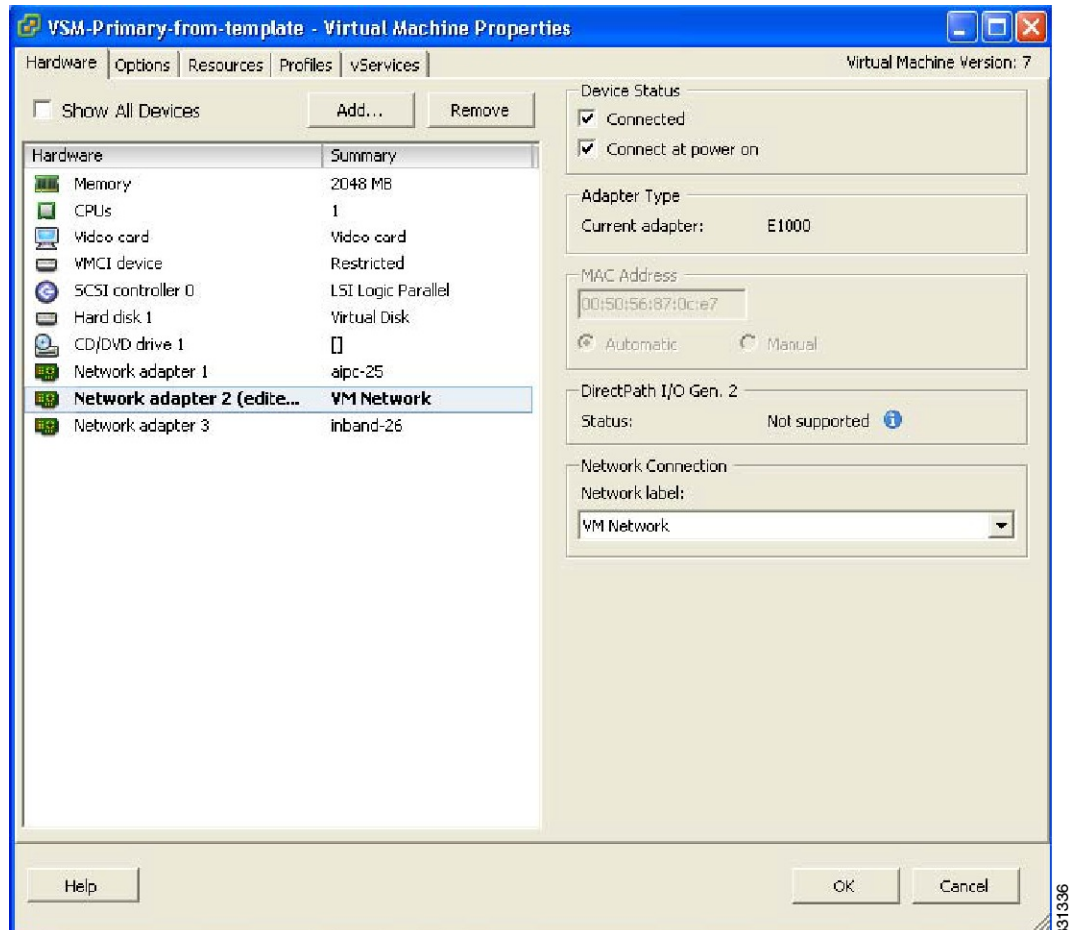 VSM-Primary-from-template - Virtual Machine Properties
Hardware Options Resources Profiles vServices
Virtual Machine Version: 7
Show All Devices
Add...
Remove
Hardware Summary
Memory 2048 MB
CPUs 1
Video card Video card
VMCI device Restricted
SCSI controller 0 LSI Logic Parallel
Hard disk 1 Virtual Disk
CD/DVD drive 1 []
Network adapter 1 aipc-25
Network adapter 2 (edite... VM Network
Network adapter 3 inband-26
Device Status
Connected
Connect at power on
Adapter Type
Current adapter: E1000
MAC Address
00:50:56:87:0c:e7
Automatic Manual
DirectPath I/O Gen. 2
Status: Not supported
Network Connection
Network label:
VM Network
Help
OK
Cancel
331336